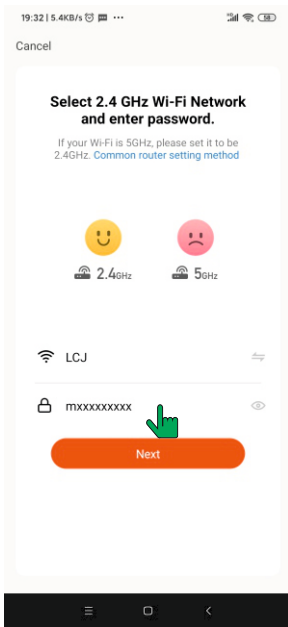 19:32 | 5.4KB/s
58
Cancel
Select 2.4 GHz Wi-Fi Network
and enter password.
If your Wi-Fi is 5GHz, please set it to be
2.4GHz. Common router setting method
2.4GHz 5GHz
LCJ
mxxxxxxxxx
Next